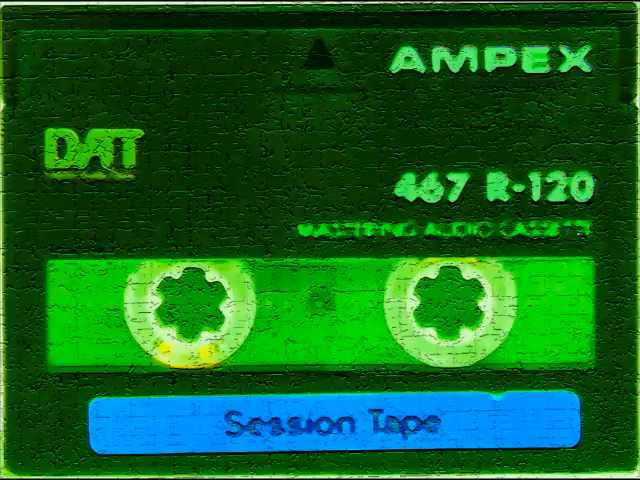 AMPEX
DAT
467 R-120
MASTERING AUDIO CASSETTE
Session Tape